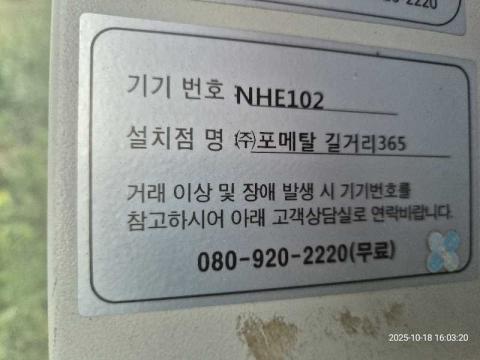 2220
기기 번호 NHE102
설치점 명 ㈜포메탈 길거리365
거래 이상 및 장애 발생 시 기기번호를
참고하시어 아래 고객상담실로 연락바랍니다.
080-920-2220(무료)
2025-10-18 16:03:20